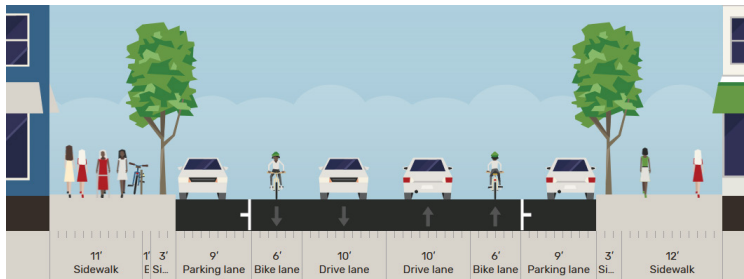 11' 1' 3' 9' 6' 10' 10' 6' 9' 3' 12'
Sidewalk E Si... Parking lane Bike lane Drive lane Drive lane Bike lane Parking lane Si... Sidewalk